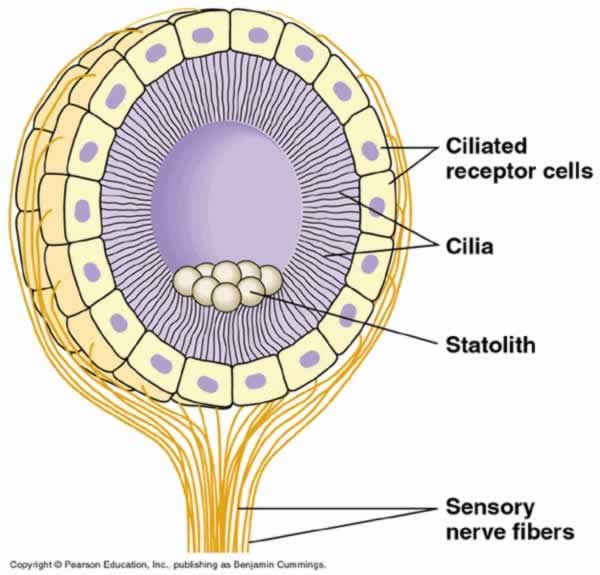 Ciliated
receptor cells
Cilia
Statolith
Sensory
nerve fibers
Copyright © Pearson Education, Inc., publishing as Benjamin Cummings.